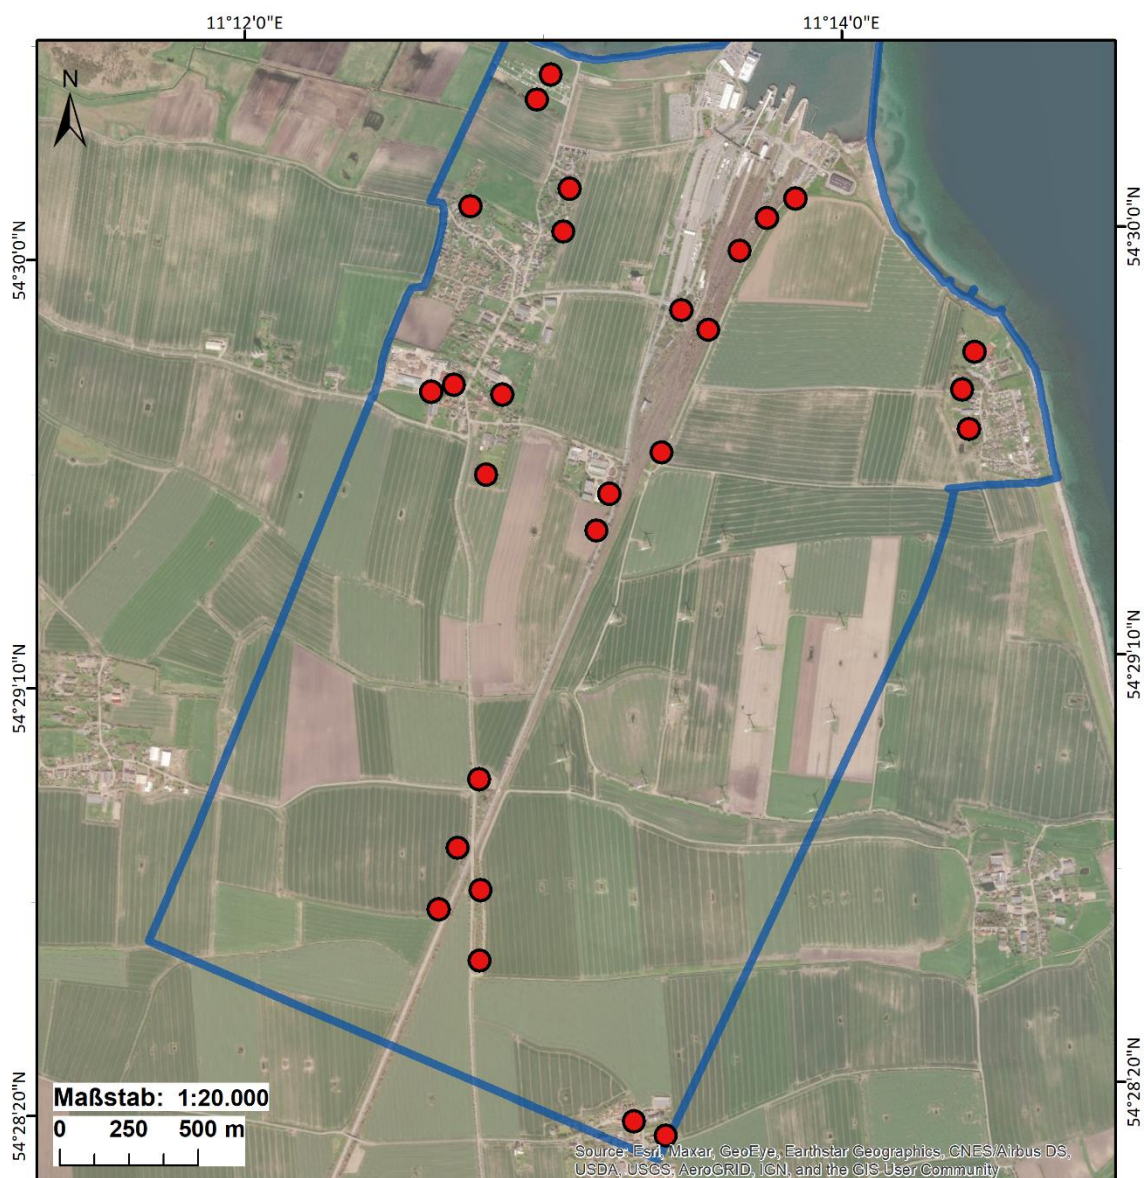 11°12'0"E
11°14'0"E
N
54°30'0"N
54°30'0"N
54°29'10"N
54°29'10"N
54°28'20"N
54°28'20"N
Maßstab: 1:20.000
0 250 500 m
Source: Esri, Maxar, GeoEye, Earthstar Geographics, CNES/Airbus DS,
USDA, USGS, AeroGRID, IGN, and the GIS User Community